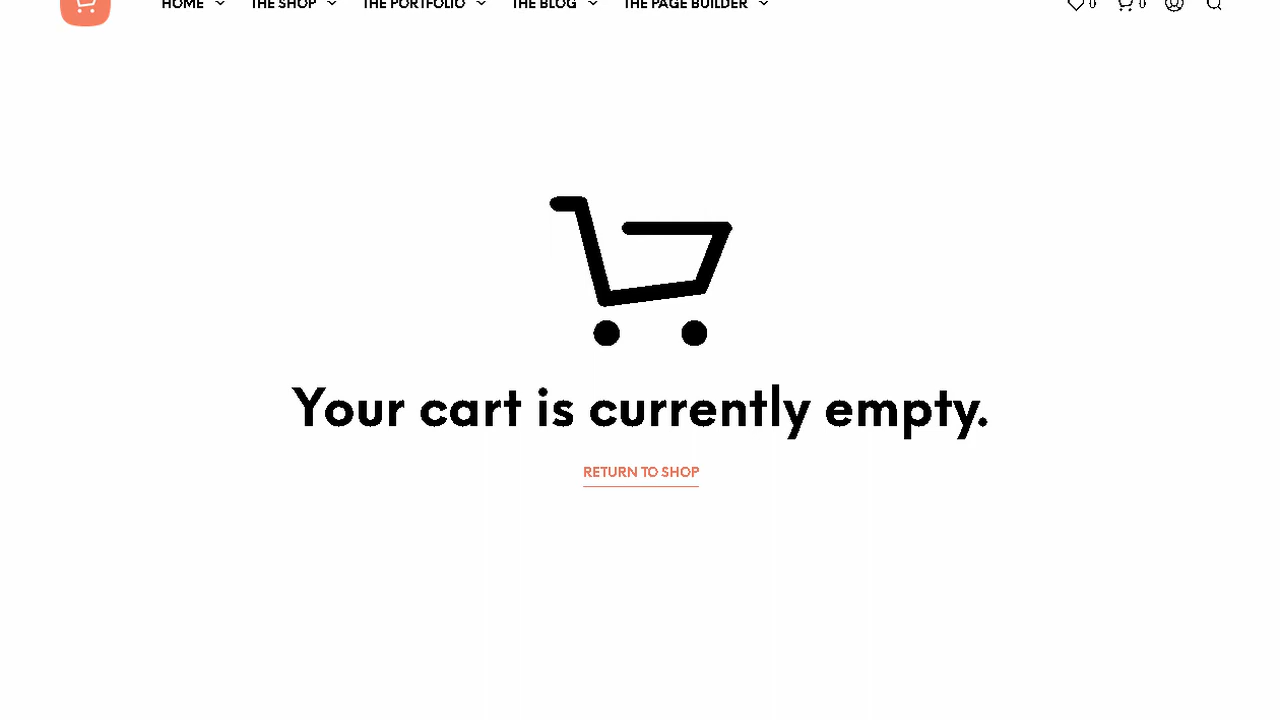 HOME THE SHOP THE PORTFOLIO THE BLOG THE PAGE BUILDER 0 0
Your cart is currently empty.
RETURN TO SHOP